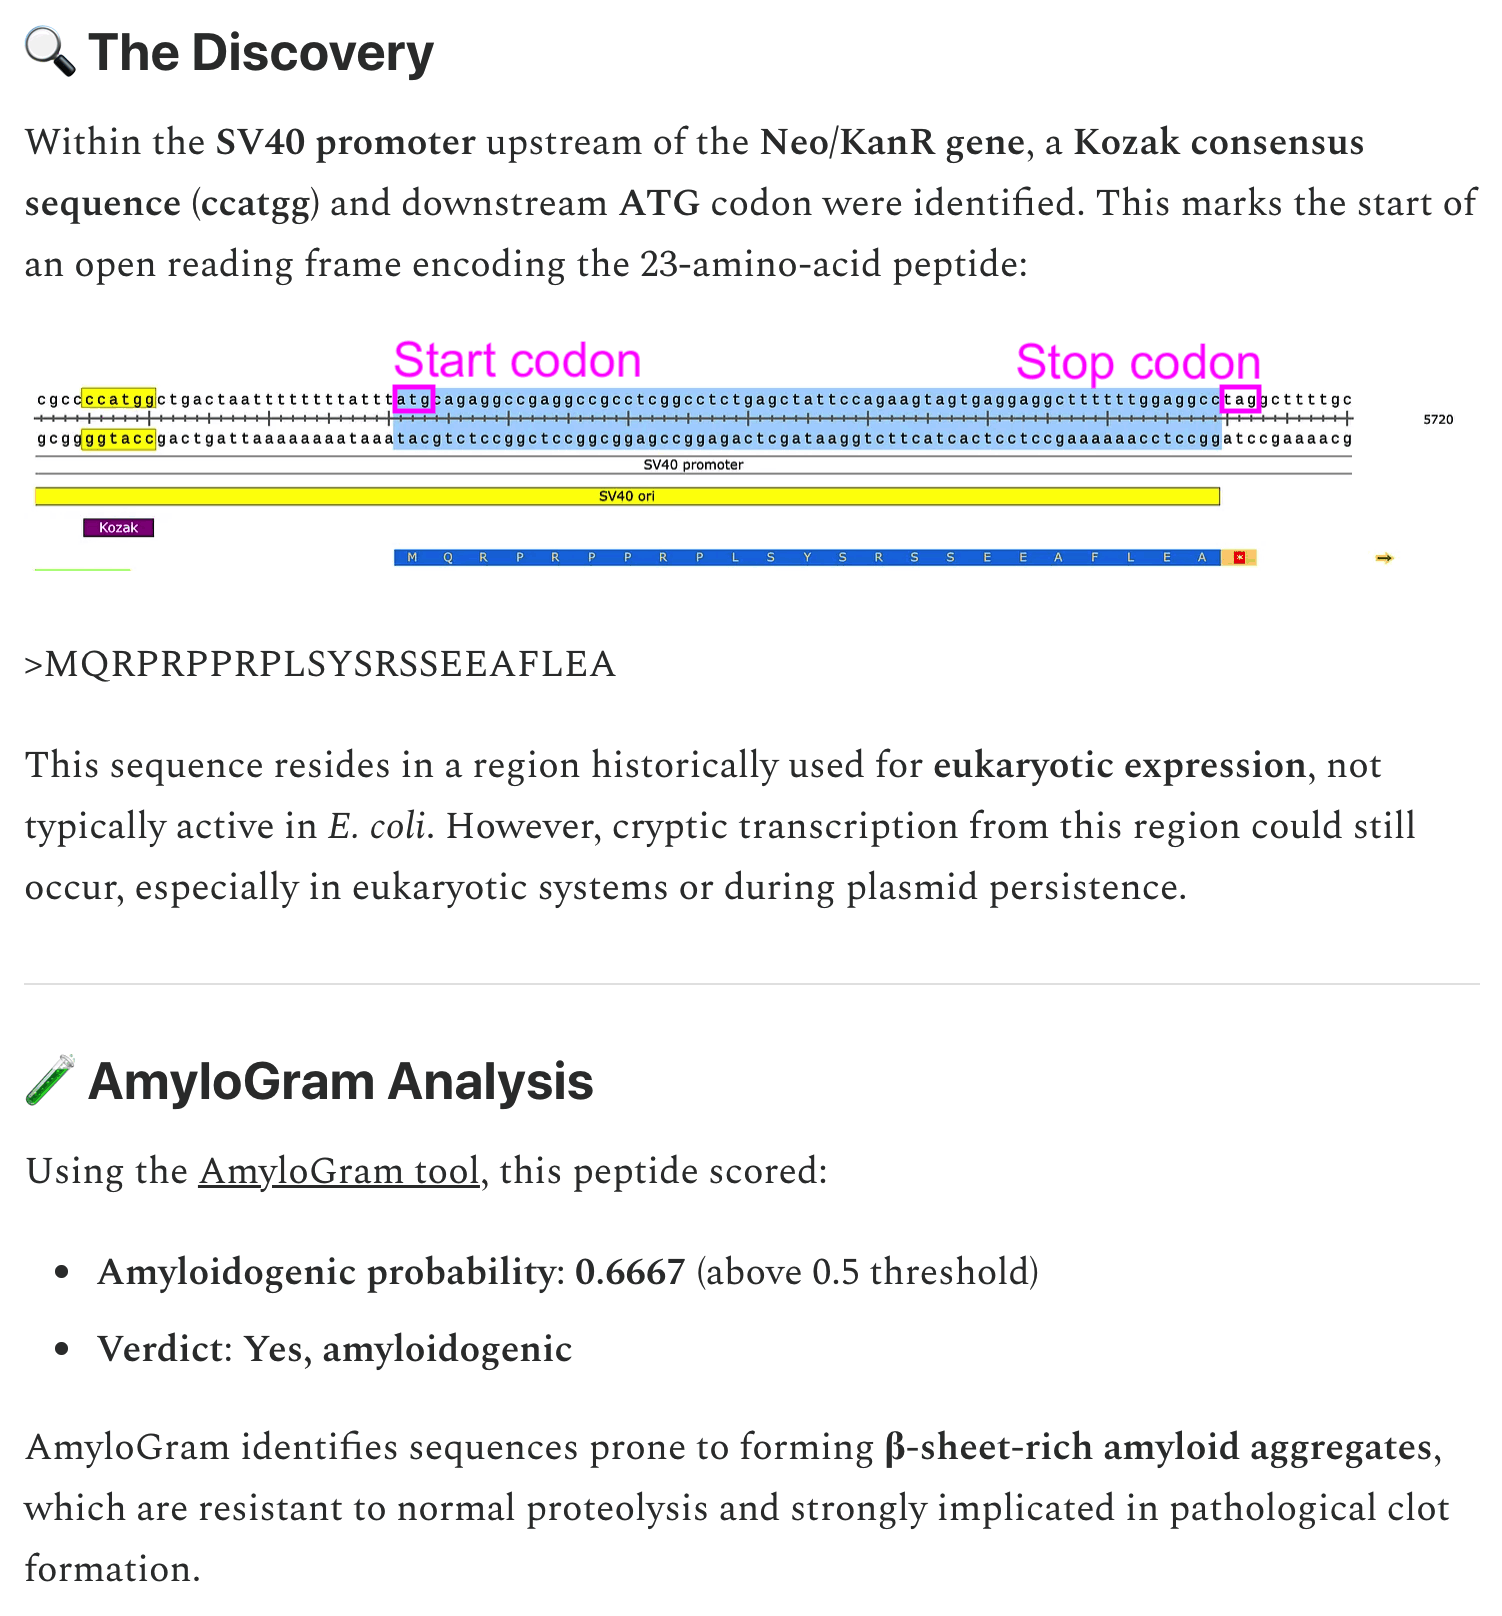 The Discovery
Within the SV40 promoter upstream of the Neo/KanR gene, a Kozak consensus
sequence (ccatgg) and downstream ATG codon were identified. This marks the start of
an open reading frame encoding the 23-amino-acid peptide:
Start codon Stop codon
cgccccatggctgactaattttttttatttatgcagaggccgaggccgcctcggcctctgagctattccagaagtagtgaggaggcttttttggaggcctaggcttttgc
5720
gcggggtaccgactgattaaaaaaaataaatacgtctccggctccggcggagccggagactcgataaggtcttcatcactcctccgaaaaaacctccggatccgaaaacg
SV40 promoter
SV40 ori
Kozak
M Q R P R P P R P L S Y S R S S E E A F L E A *
>MQRPRPPRPLSYSRSSEEAFLEA
This sequence resides in a region historically used for eukaryotic expression, not
typically active in E. coli. However, cryptic transcription from this region could still
occur, especially in eukaryotic systems or during plasmid persistence.
AmyloGram Analysis
Using the AmyloGram tool, this peptide scored:
• Amyloidogenic probability: 0.6667 (above 0.5 threshold)
• Verdict: Yes, amyloidogenic
AmyloGram identifies sequences prone to forming β-sheet-rich amyloid aggregates,
which are resistant to normal proteolysis and strongly implicated in pathological clot
formation.